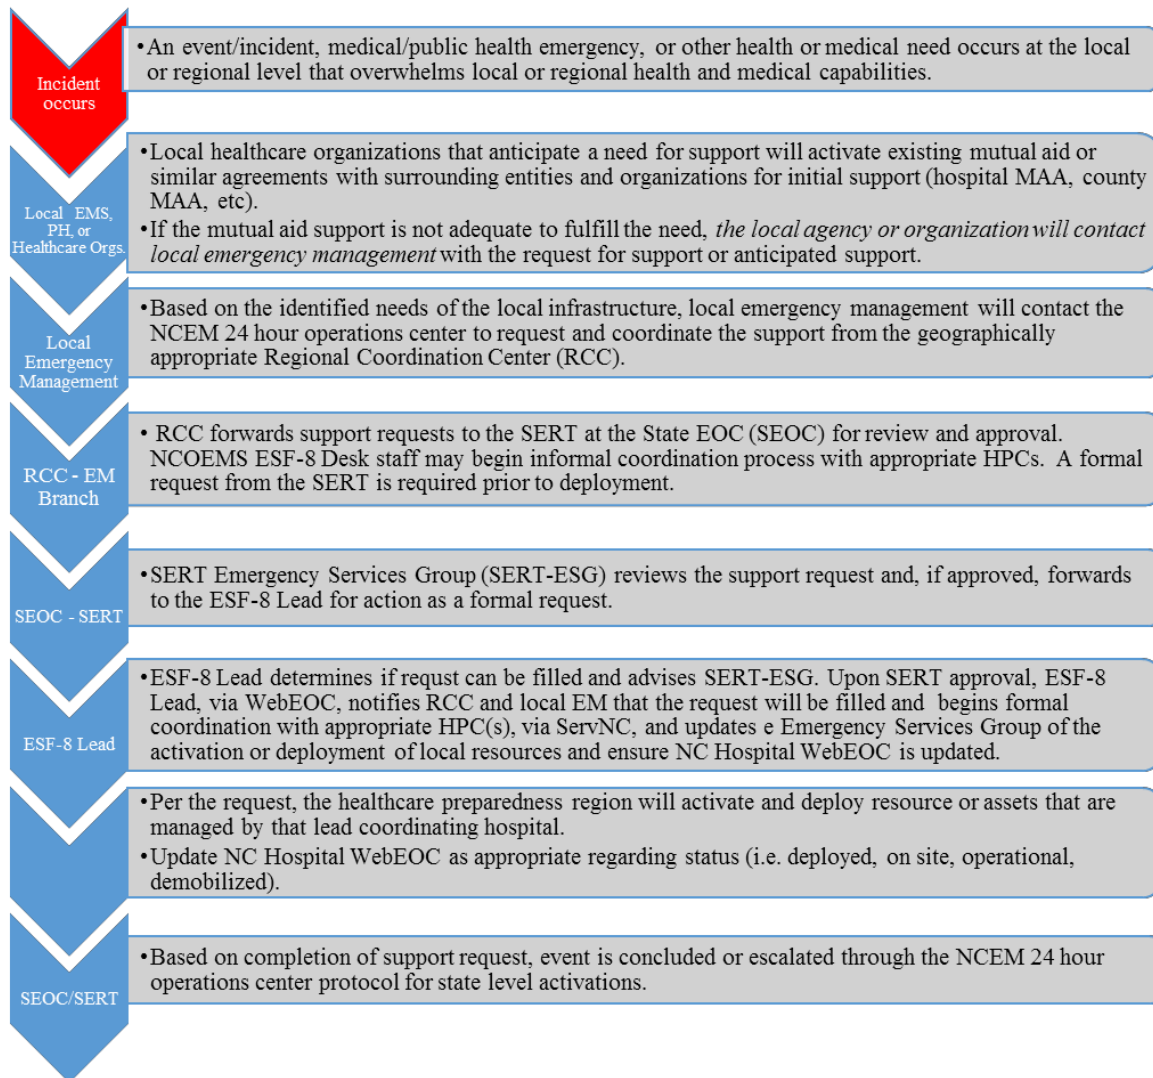 Incident
occurs
•An event/incident, medical/public health emergency, or other health or medical need occurs at the local
or regional level that overwhelms local or regional health and medical capabilities.
Local EMS,
PH, or
Healthcare Orgs.
•Local healthcare organizations that anticipate a need for support will activate existing mutual aid or
similar agreements with surrounding entities and organizations for initial support (hospital MAA, county
MAA, etc).
•If the mutual aid support is not adequate to fulfill the need, the local agency or organization will contact
local emergency management with the request for support or anticipated support.
Local
Emergency
Management
•Based on the identified needs of the local infrastructure, local emergency management will contact the
NCEM 24 hour operations center to request and coordinate the support from the geographically
appropriate Regional Coordination Center (RCC).
RCC - EM
Branch
• RCC forwards support requests to the SERT at the State EOC (SEOC) for review and approval.
NCOEMS ESF-8 Desk staff may begin informal coordination process with appropriate HPCs. A formal
request from the SERT is required prior to deployment.
SEOC - SERT
•SERT Emergency Services Group (SERT-ESG) reviews the support request and, if approved, forwards
to the ESF-8 Lead for action as a formal request.
ESF-8 Lead
•ESF-8 Lead determines if requst can be filled and advises SERT-ESG. Upon SERT approval, ESF-8
Lead, via WebEOC, notifies RCC and local EM that the request will be filled and begins formal
coordination with appropriate HPC(s), via ServNC, and updates e Emergency Services Group of the
activation or deployment of local resources and ensure NC Hospital WebEOC is updated.
•Per the request, the healthcare preparedness region will activate and deploy resource or assets that are
managed by that lead coordinating hospital.
•Update NC Hospital WebEOC as appropriate regarding status (i.e. deployed, on site, operational,
demobilized).
SEOC/SERT
•Based on completion of support request, event is concluded or escalated through the NCEM 24 hour
operations center protocol for state level activations.